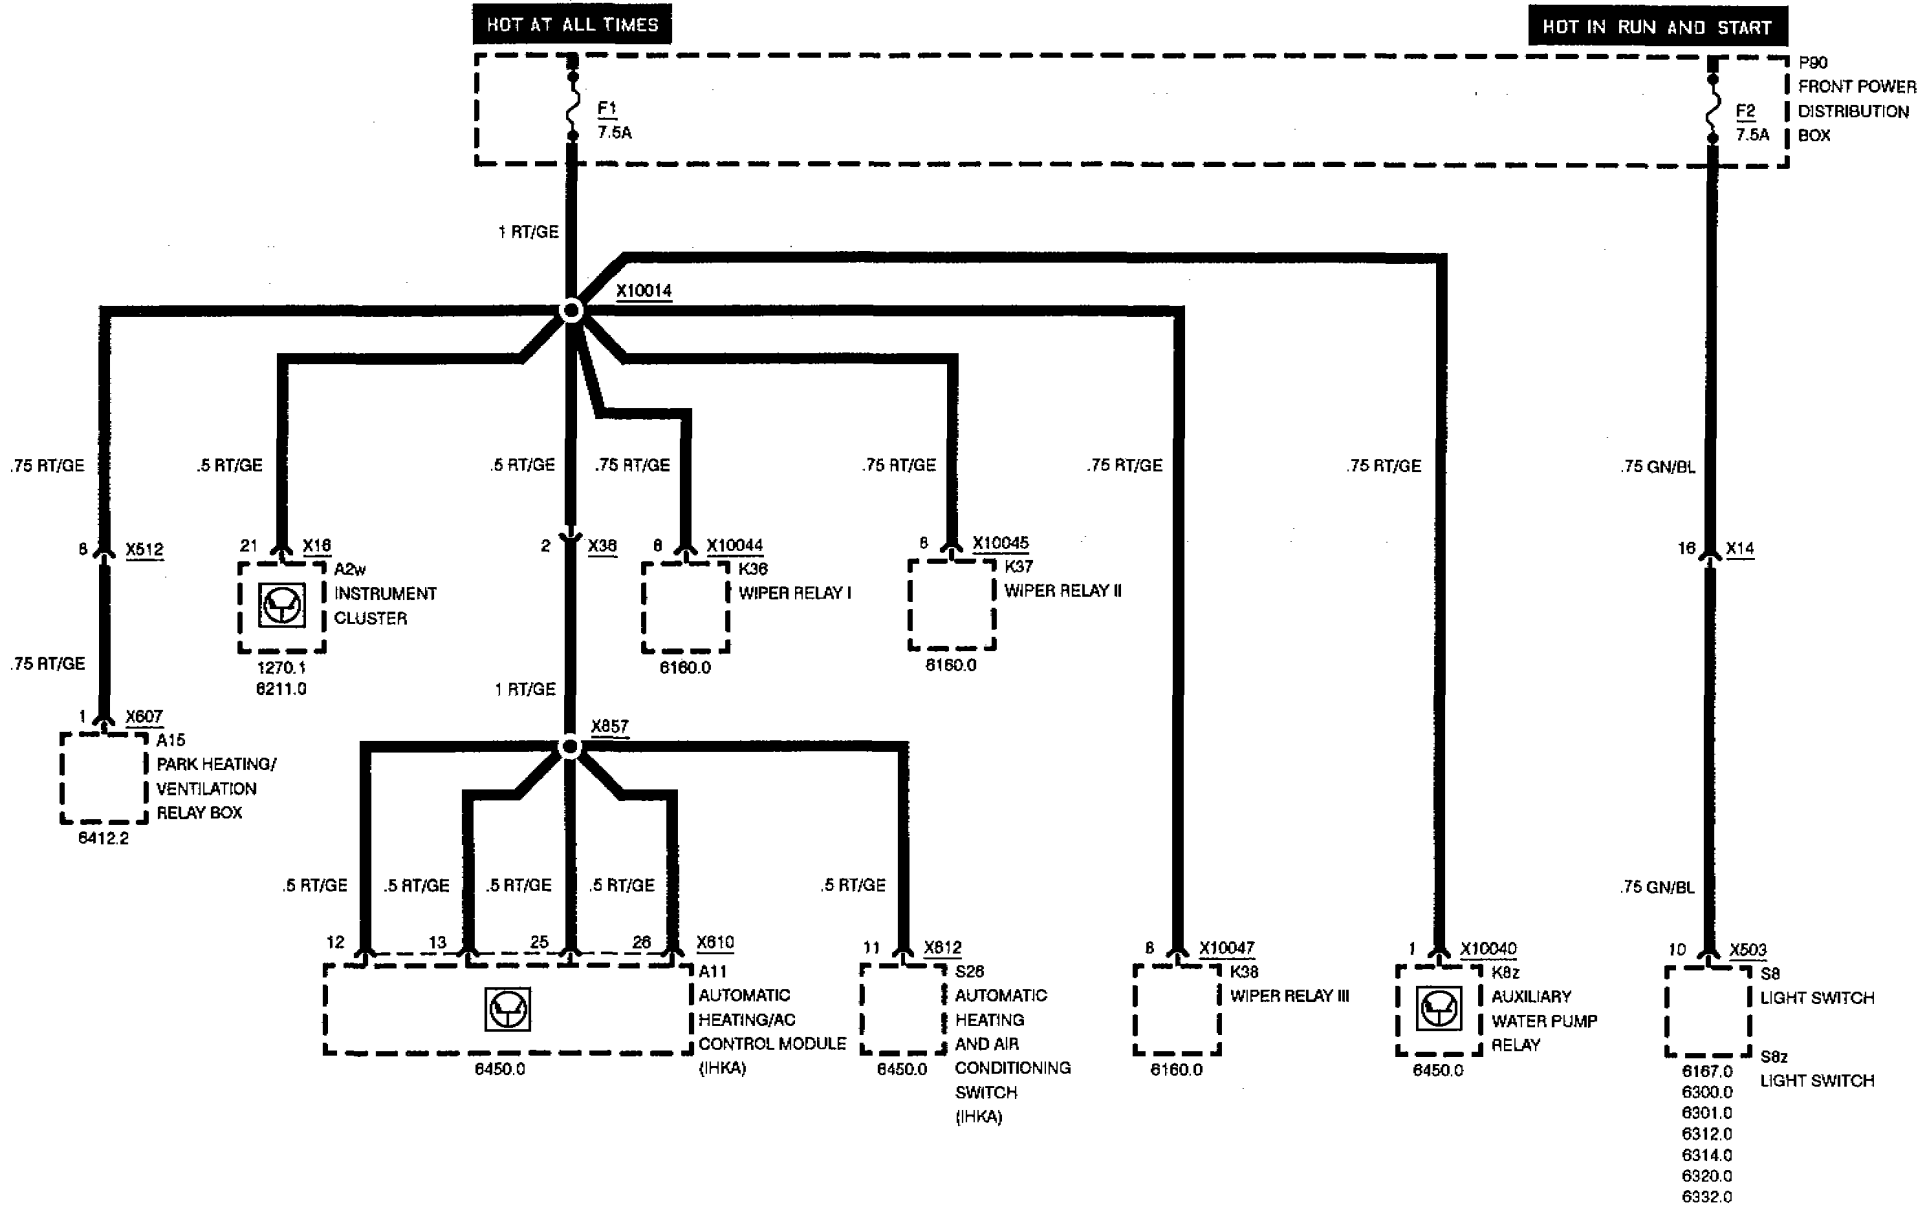 HOT AT ALL TIMES
HOT IN RUN AND START
P90
FRONT POWER
DISTRIBUTION
BOX
F1
7.5A
F2
7.5A
1 RT/GE
X10014
.75 RT/GE
.5 RT/GE
.5 RT/GE
.75 RT/GE
.75 RT/GE
.75 RT/GE
.75 RT/GE
.75 GN/BL
8 X512
21 X16
2 X36
8 X10044
8 X10045
16 X14
A2w
INSTRUMENT
CLUSTER
1270.1
6211.0
K36
WIPER RELAY I
6160.0
K37
WIPER RELAY II
6160.0
.75 RT/GE
1 RT/GE
1 X607
X857
A15
PARK HEATING/
VENTILATION
RELAY BOX
6412.2
.5 RT/GE
.5 RT/GE
.5 RT/GE
.5 RT/GE
.5 RT/GE
.75 GN/BL
12
13
25
26 X610
11 X612
8 X10047
1 X10040
10 X503
A11
AUTOMATIC
HEATING/AC
CONTROL MODULE
(IHKA)
6450.0
S26
AUTOMATIC
HEATING
AND AIR
CONDITIONING
SWITCH
(IHKA)
6450.0
K38
WIPER RELAY III
6160.0
K8z
AUXILIARY
WATER PUMP
RELAY
6450.0
S8
LIGHT SWITCH
S8z
LIGHT SWITCH
6167.0
6300.0
6301.0
6312.0
6314.0
6320.0
6332.0